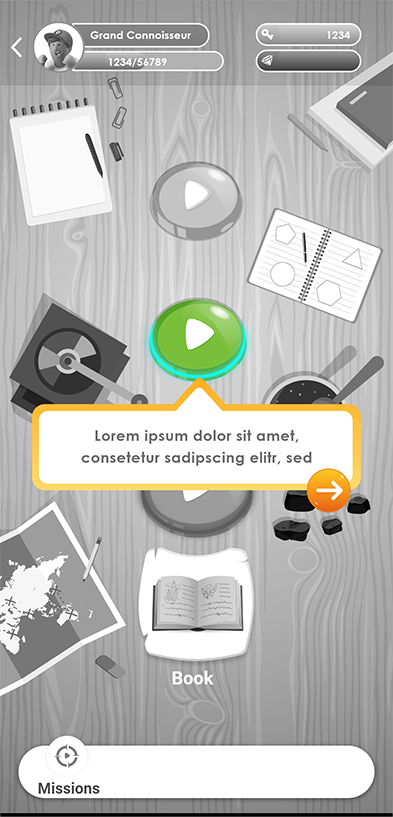 Grand Connoisseur
1234
1234/56789
Lorem ipsum dolor sit amet,
consetetur sadipscing elitr, sed
Book
Missions